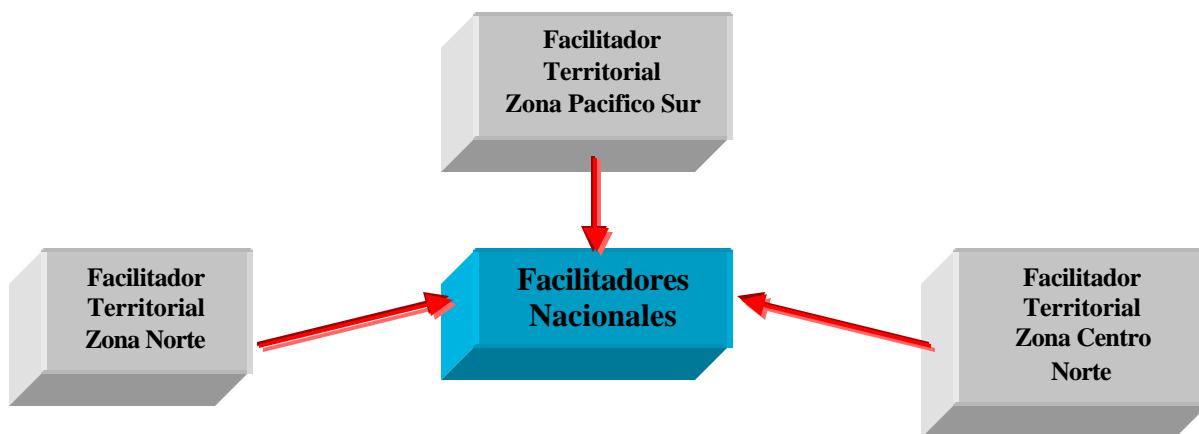 Facilitador
Territorial
Zona Pacifico Sur
Facilitador
Territorial
Zona Norte
Facilitadores
Nacionales
Facilitador
Territorial
Zona Centro
Norte